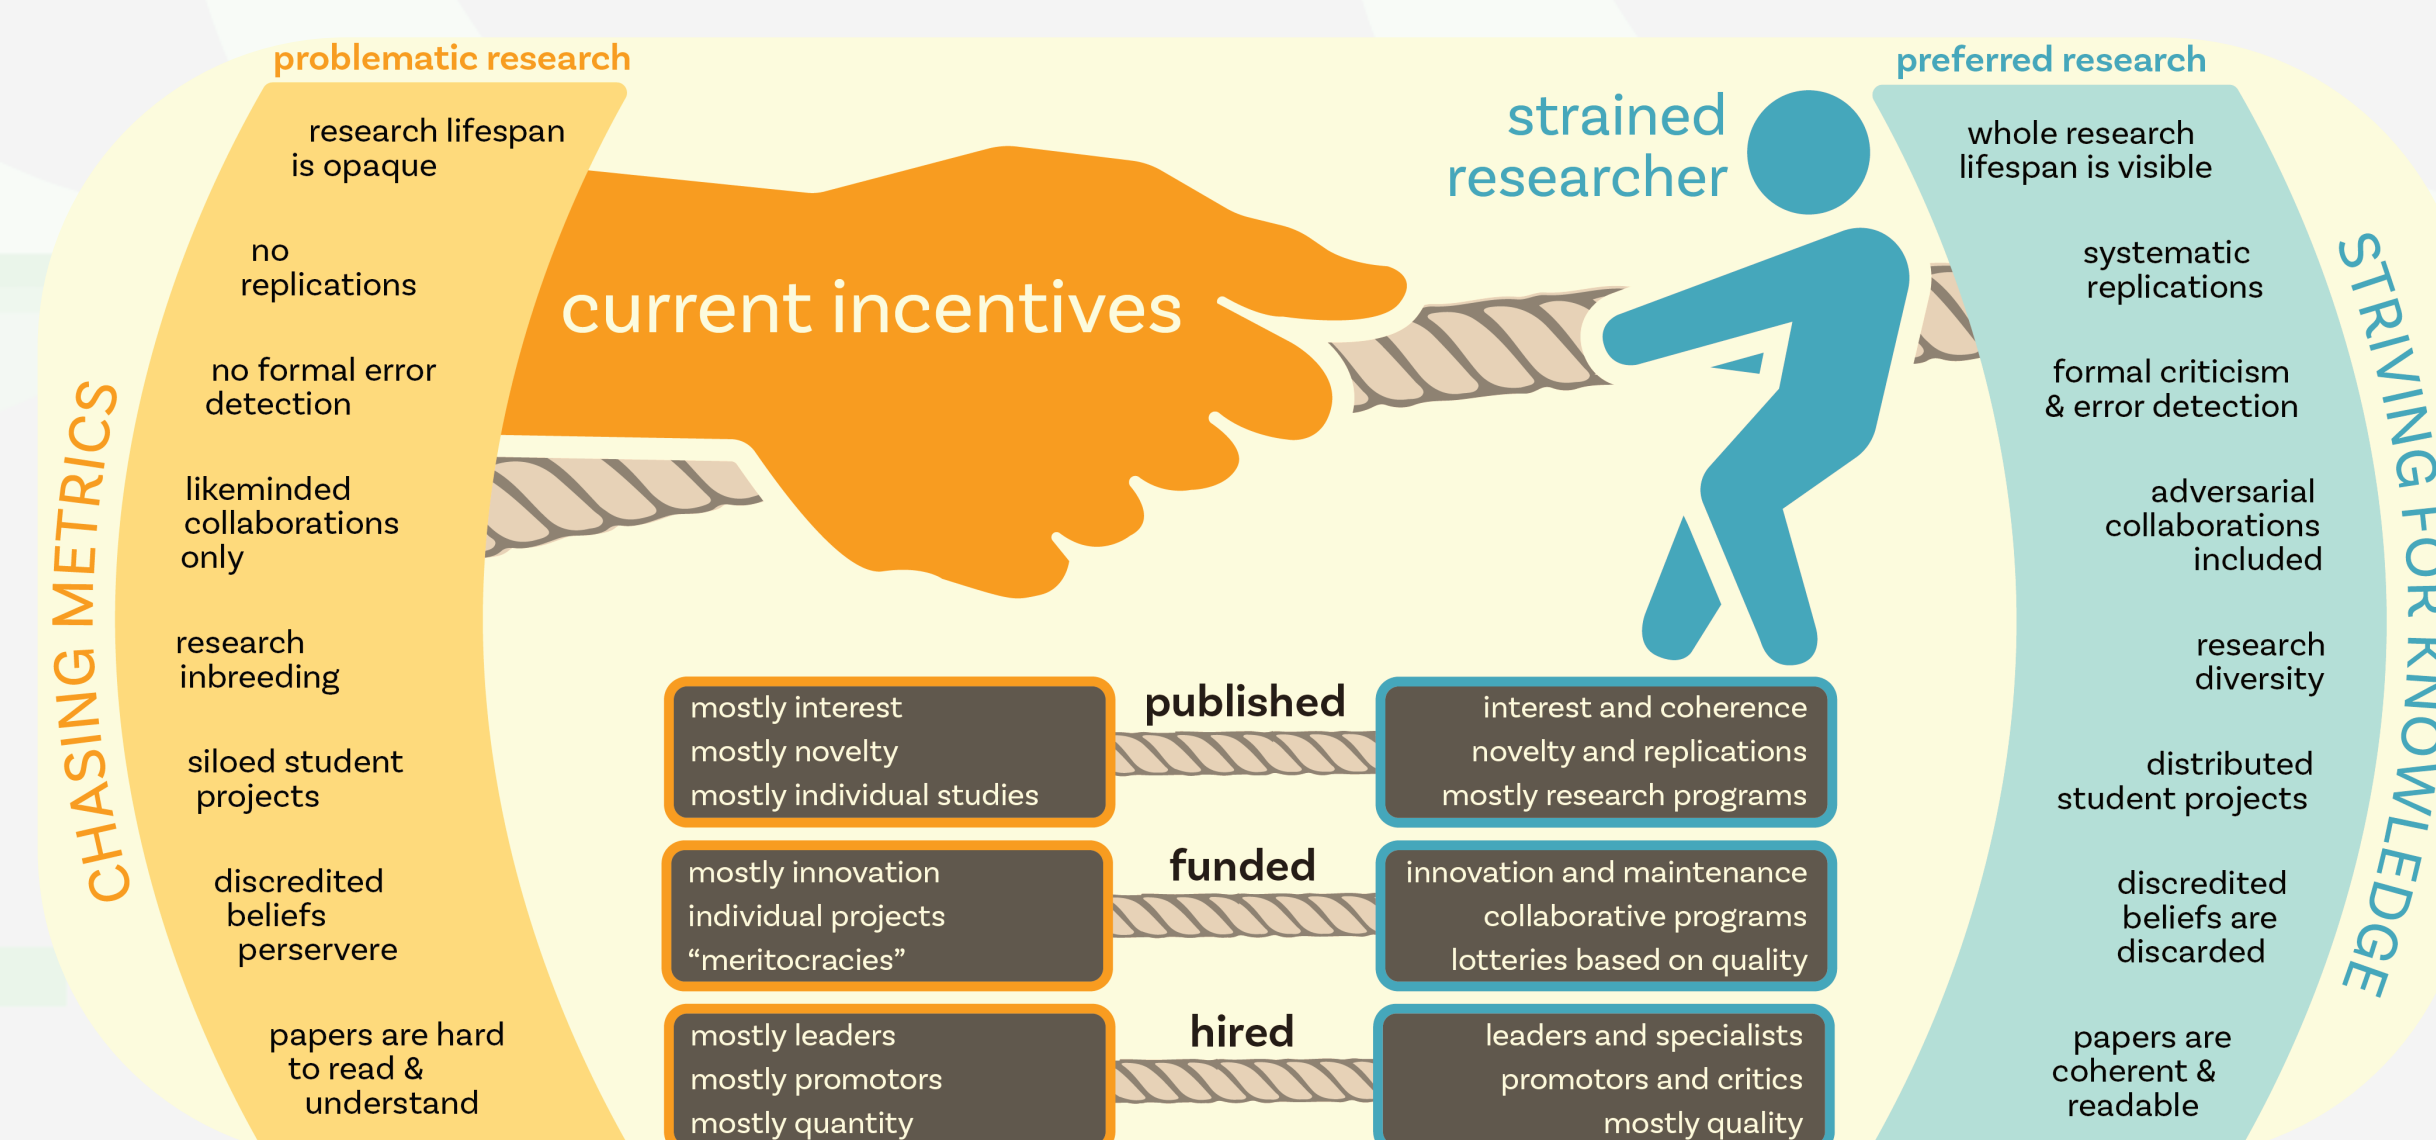 problematic research
research lifespan
is opaque
no
replications
no formal error
detection
likeminded
collaborations
only
research
inbreeding
siloed student
projects
discredited
beliefs
perservere
papers are hard
to read &
understand
CHASING METRICS
current incentives
strained
researcher
published
mostly interest
mostly novelty
mostly individual studies
interest and coherence
novelty and replications
mostly research programs
funded
mostly innovation
individual projects
“meritocracies”
innovation and maintenance
collaborative programs
lotteries based on quality
hired
mostly leaders
mostly promotors
mostly quantity
leaders and specialists
promotors and critics
mostly quality
preferred research
whole research
lifespan is visible
systematic
replications
formal criticism
& error detection
adversarial
collaborations
included
research
diversity
distributed
student projects
discredited
beliefs are
discarded
papers are
coherent &
readable
STRIVING FOR KNOWLEDGE